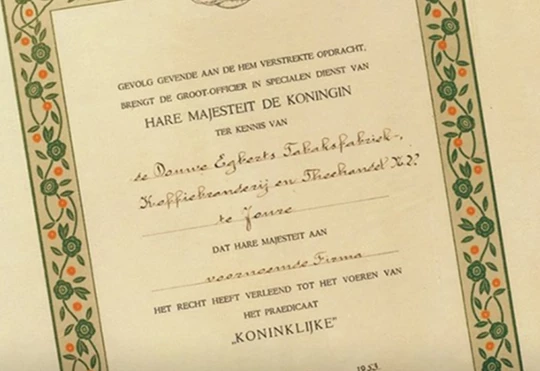 GEVOLG GEVENDE AAN DE HEM VERSTREKTE OPDRACHT,
BRENGT DE GROOT-OFFICIER IN SPECIALEN DIENST VAN
HARE MAJESTEIT DE KONINGIN
TER KENNIS VAN
de Douwe Egberts Tabaksfabriek-,
Koffiebranderij en Theehandel N.V.
te Joure
DAT HARE MAJESTEIT AAN
voornoemde Firma
HET RECHT HEEFT VERLEEND TOT HET VOEREN VAN
HET PRAEDICAAT
„KONINKLIJKE”
1953